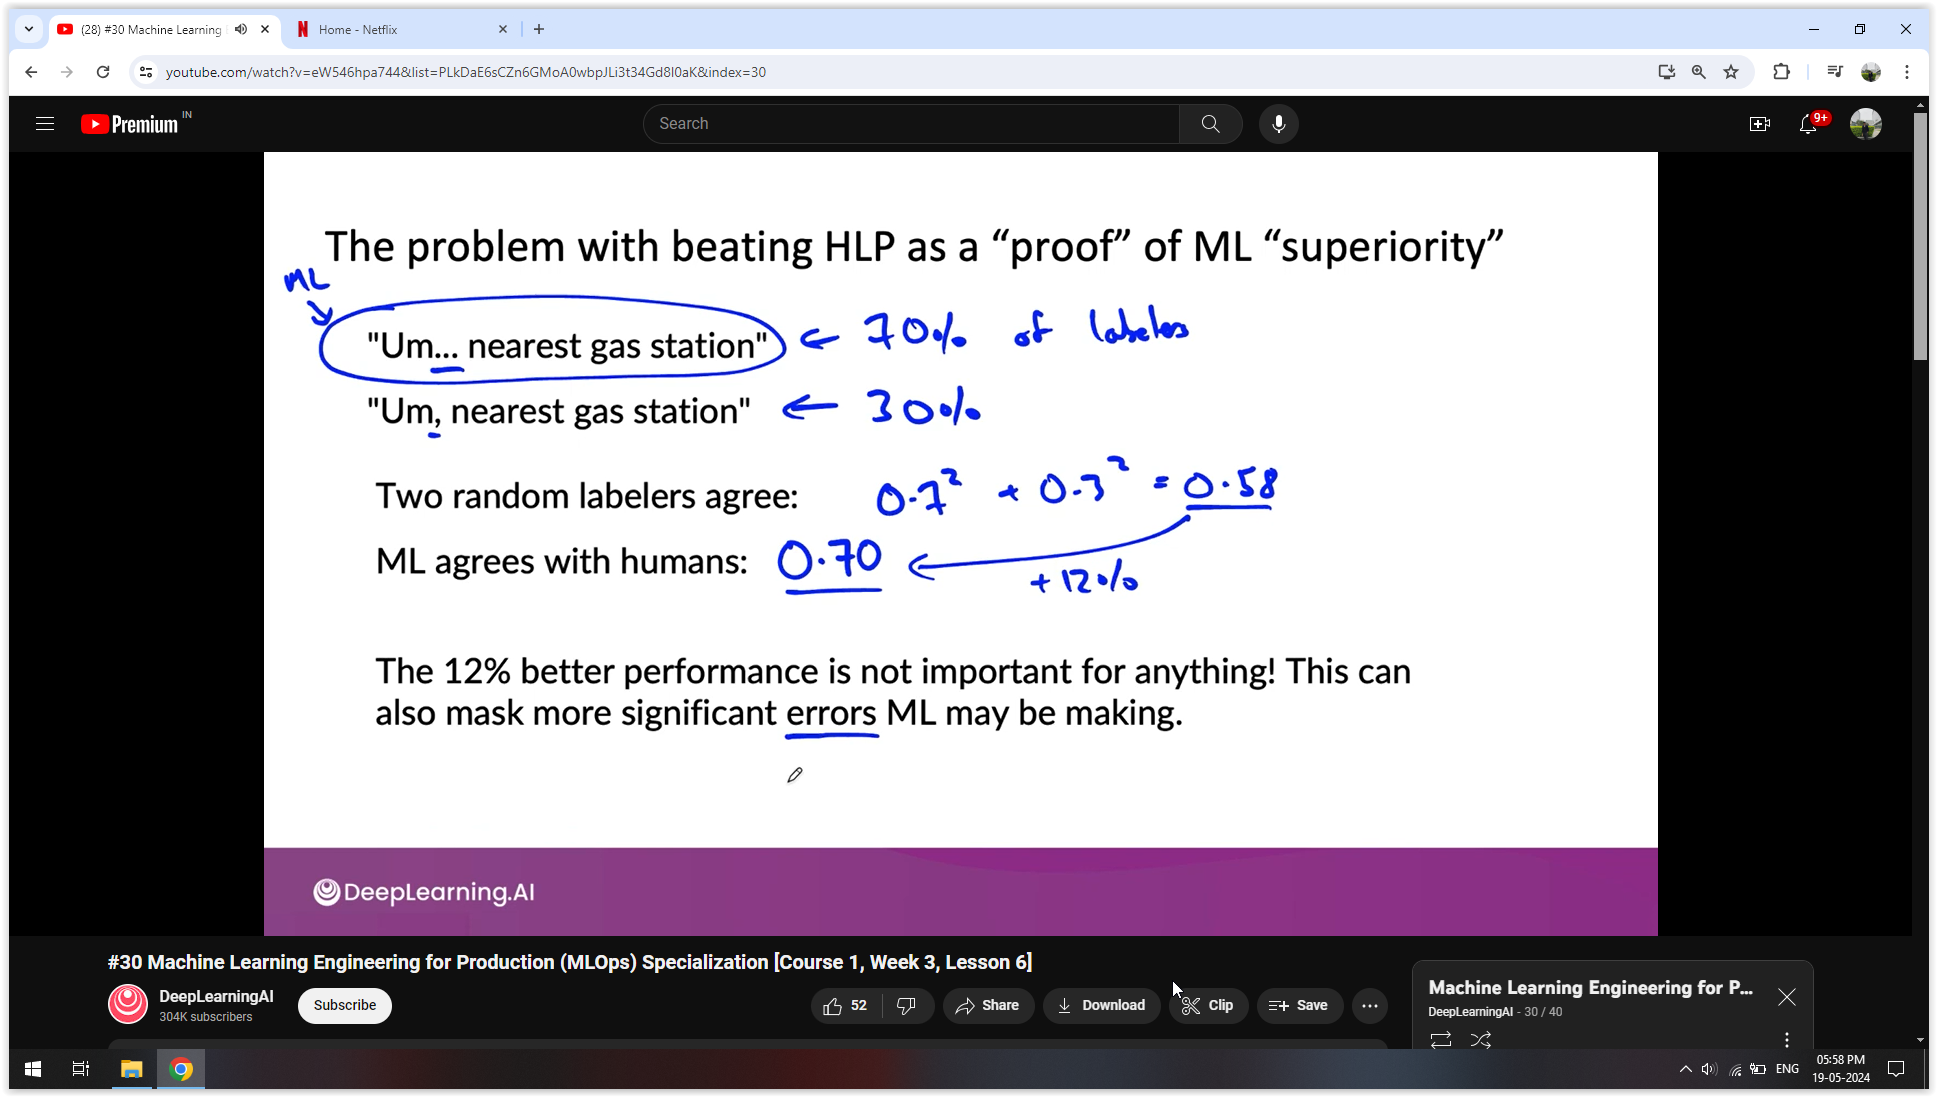 (28) #30 Machine Learning
Home - Netflix
youtube.com/watch?v=eW546hpa744&list=PLkDaE6sCZn6GMoA0wbpJLi3t34Gd8l0aK&index=30
Premium IN
Search
9+
The problem with beating HLP as a “proof” of ML “superiority”
ML
"Um... nearest gas station" ← 70% of labelers
"Um, nearest gas station" ← 30%
Two random labelers agree: 0.7² + 0.3² = 0.58
ML agrees with humans: 0.70
+12%
The 12% better performance is not important for anything! This can
also mask more significant errors ML may be making.
DeepLearning.AI
#30 Machine Learning Engineering for Production (MLOps) Specialization [Course 1, Week 3, Lesson 6]
DeepLearningAI
304K subscribers
Subscribe
52
Share
Download
Clip
Save
Machine Learning Engineering for P...
DeepLearningAI - 30 / 40
ENG
05:58 PM
19-05-2024